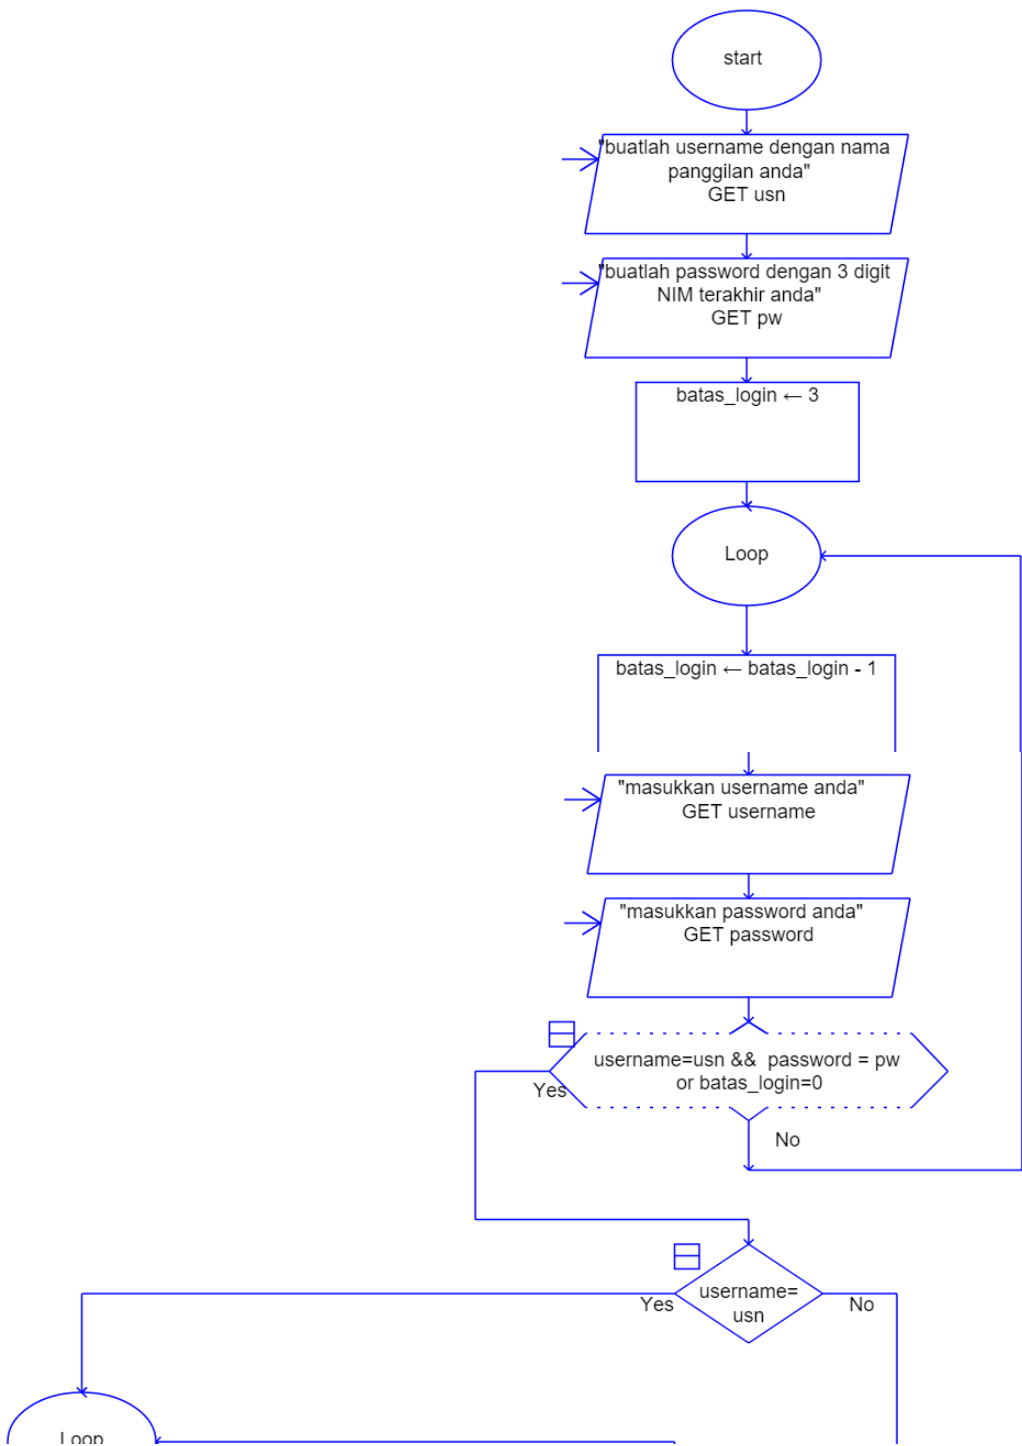 start
"buatlah username dengan nama
panggilan anda"
GET usn
"buatlah password dengan 3 digit
NIM terakhir anda"
GET pw
batas_login ← 3
Loop
batas_login ← batas_login - 1
"masukkan username anda"
GET username
"masukkan password anda"
GET password
username=usn && password = pw
or batas_login=0
Yes
No
username=
usn
Yes
No
Loop